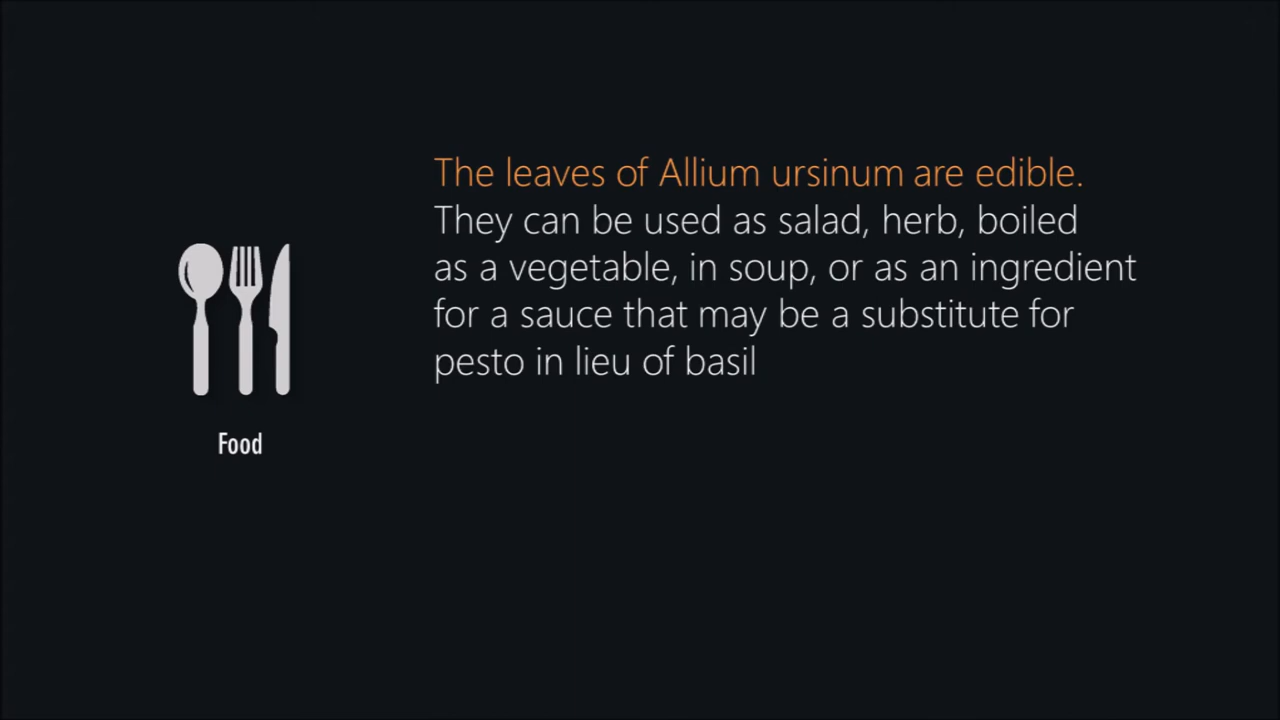 The leaves of Allium ursinum are edible.
They can be used as salad, herb, boiled
as a vegetable, in soup, or as an ingredient
for a sauce that may be a substitute for
pesto in lieu of basil
Food